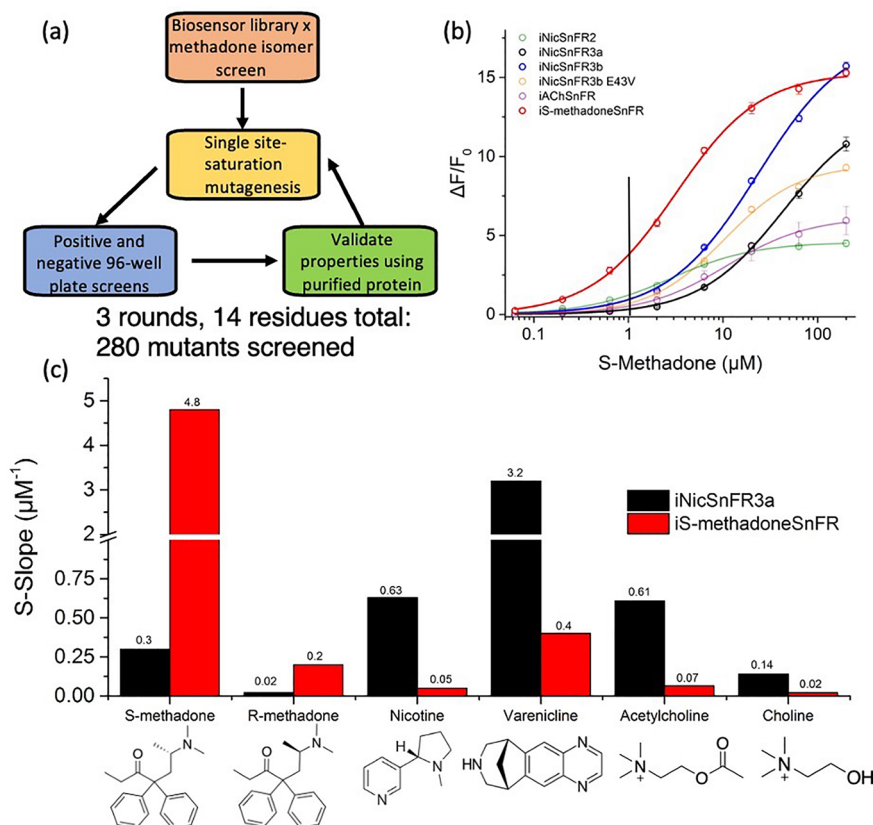 (a)
Biosensor library x
methadone isomer
screen
Single site-
saturation
mutagenesis
Positive and
negative 96-well
plate screens
Validate
properties using
purified protein
3 rounds, 14 residues total:
280 mutants screened
(b)
iNicSnFR2
iNicSnFR3a
iNicSnFR3b
iNicSnFR3b E43V
iAChSnFR
iS-methadoneSnFR
ΔF/F0
15
10
5
0
0.1
1
10
100
S-Methadone (µM)
(c)
S-Slope (µM-1)
5
4
3
2
0.75
0.50
0.25
0.00
iNicSnFR3a
iS-methadoneSnFR
0.3
4.8
0.02
0.2
0.63
0.05
3.2
0.4
0.61
0.07
0.14
0.02
S-methadone
R-methadone
Nicotine
Varenicline
Acetylcholine
Choline
O
N
O
N
H
N
N
HN
N
N
N
+
O
O
N
+
OH